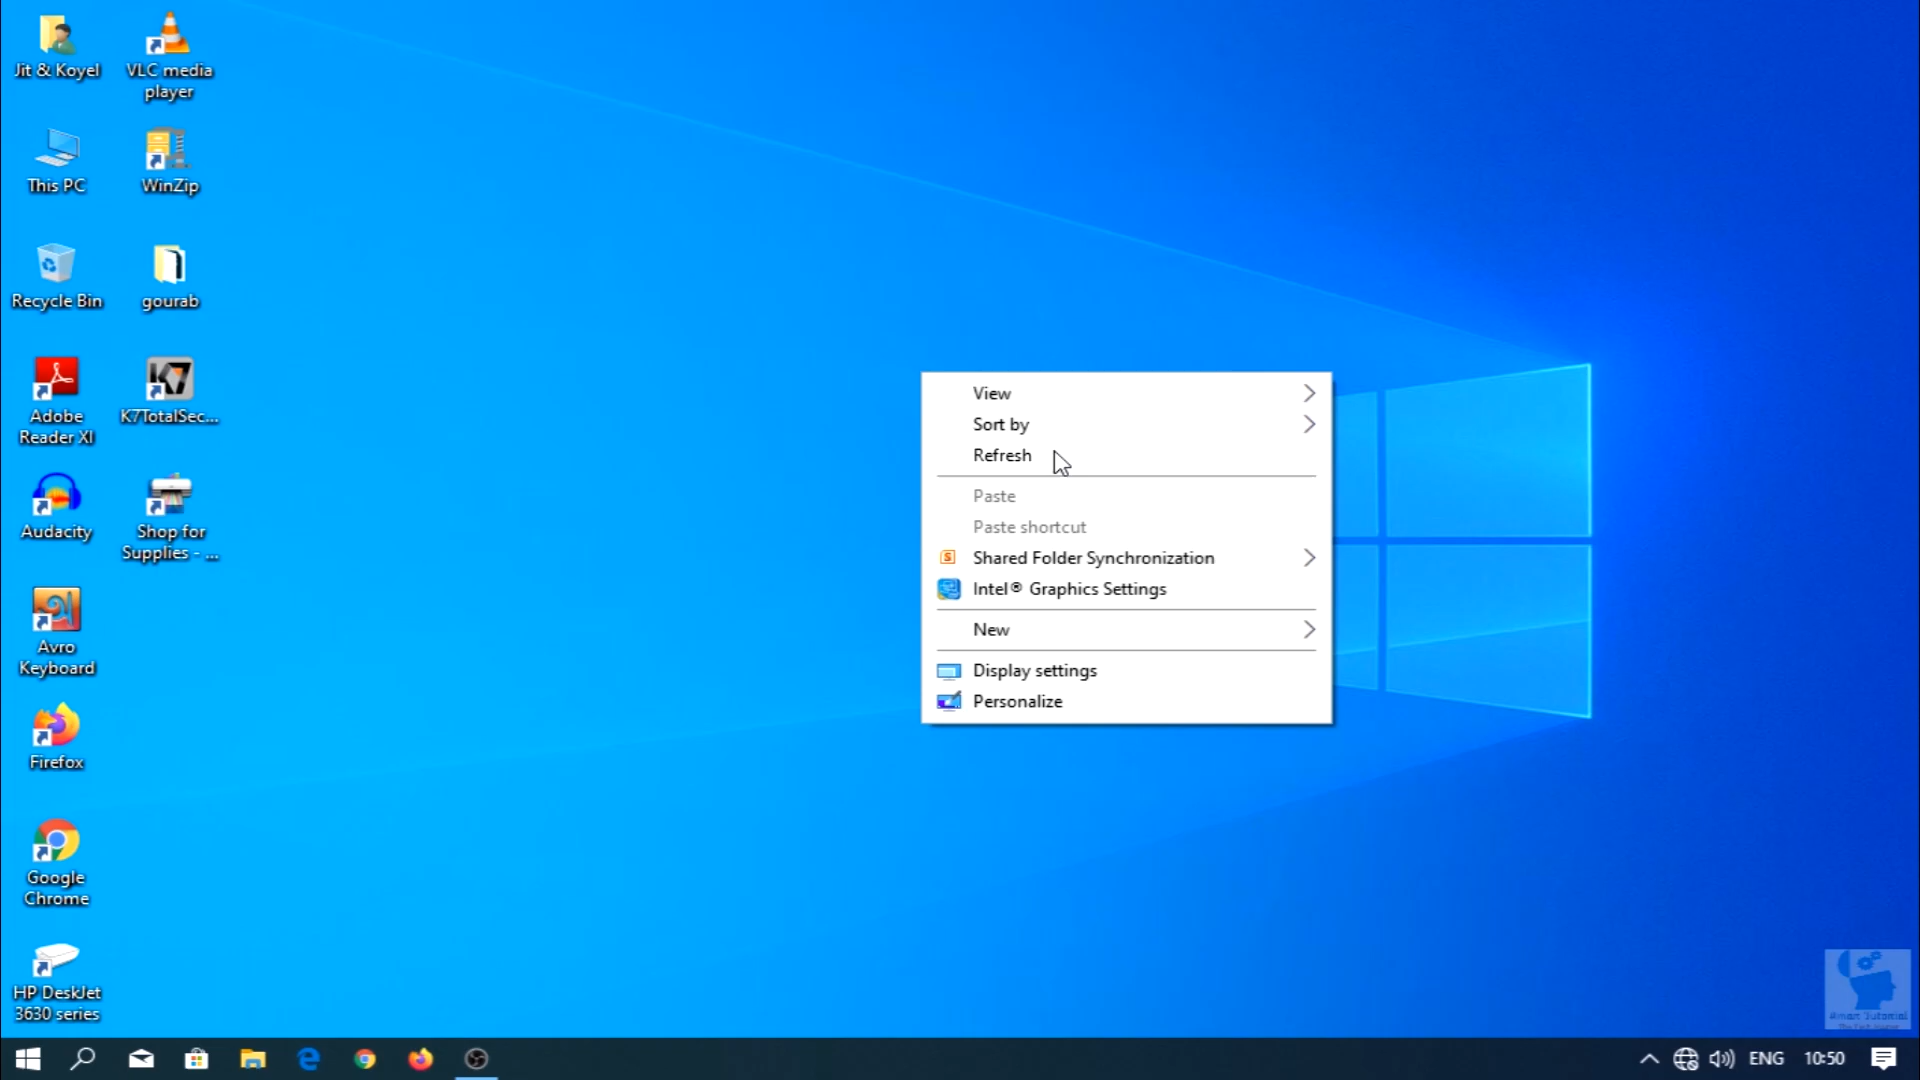 Jit & Koyel
VLC media
player
This PC
WinZip
Recycle Bin
gourab
Adobe
Reader XI
K7TotalSec...
Audacity
Shop for
Supplies - ...
Avro
Keyboard
Firefox
Google
Chrome
HP DeskJet
3630 series
View
Sort by
Refresh
Paste
Paste shortcut
Shared Folder Synchronization
Intel® Graphics Settings
New
Display settings
Personalize
ENG
10:50